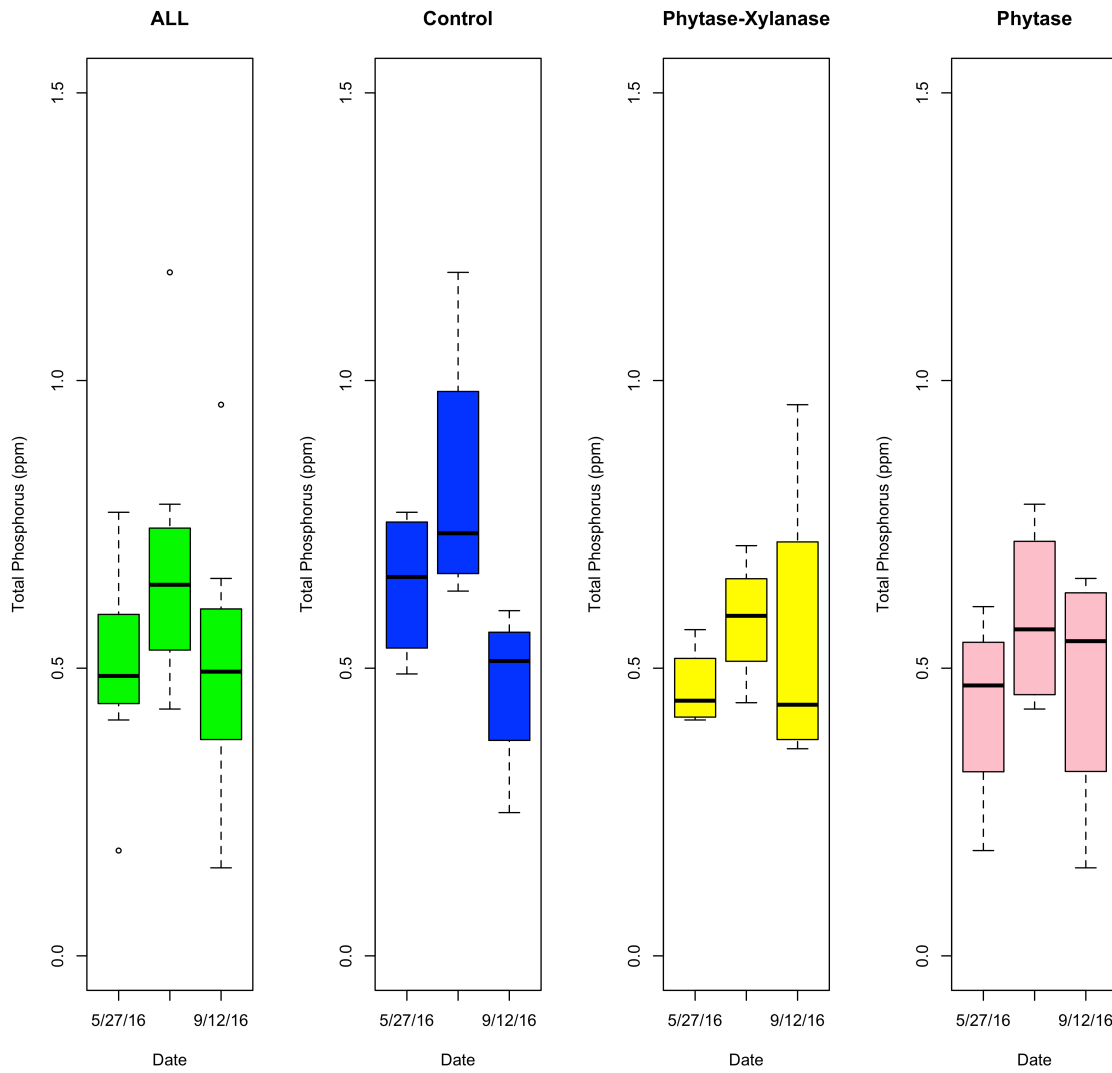 ALL
Total Phosphorus (ppm)
1.5
1.0
0.5
0.0
5/27/16 9/12/16
Date
Control
Total Phosphorus (ppm)
1.5
1.0
0.5
0.0
5/27/16 9/12/16
Date
Phytase-Xylanase
Total Phosphorus (ppm)
1.5
1.0
0.5
0.0
5/27/16 9/12/16
Date
Phytase
Total Phosphorus (ppm)
1.5
1.0
0.5
0.0
5/27/16 9/12/16
Date